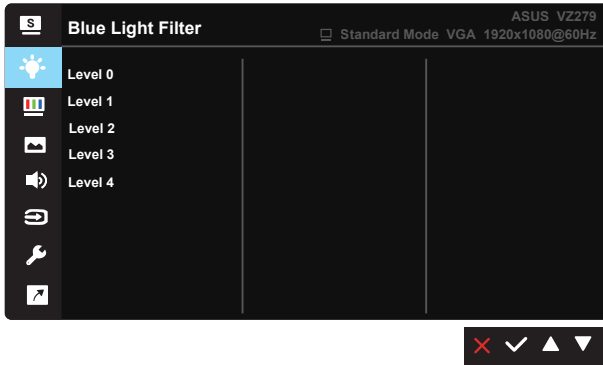 S
Blue Light Filter
ASUS VZ279
Standard Mode VGA 1920x1080@60Hz
Level 0
Level 1
Level 2
Level 3
Level 4